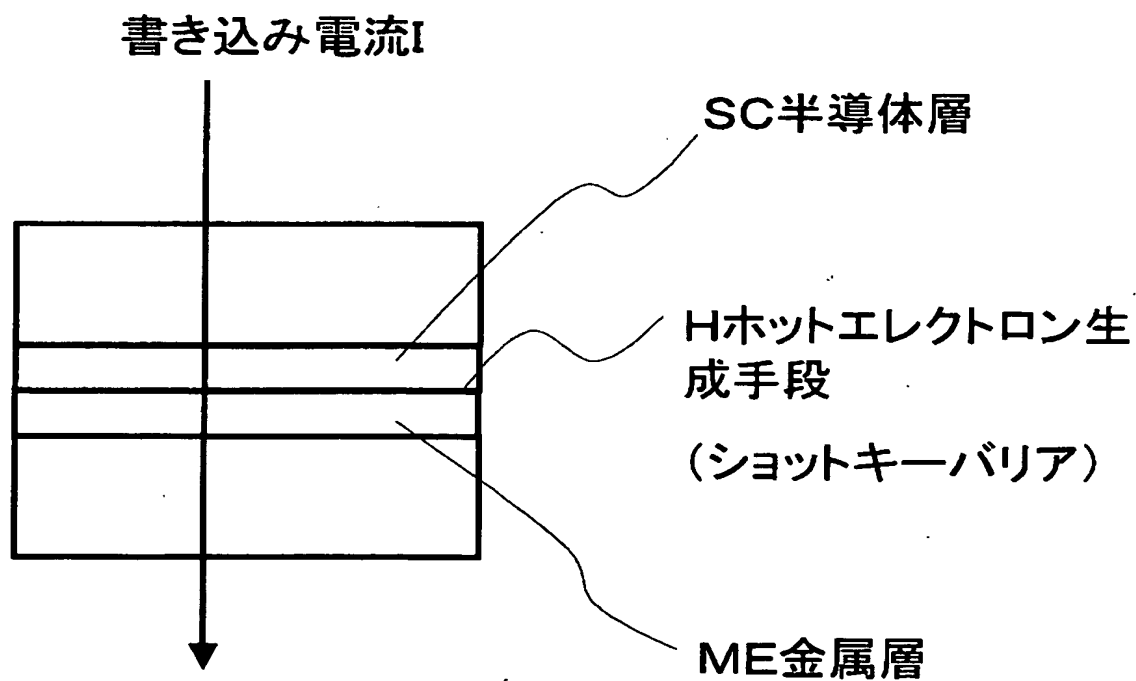 書き込み電流I
SC半導体層
Hホットエレクトロン生
成手段
(ショットキーバリア)
ME金属層